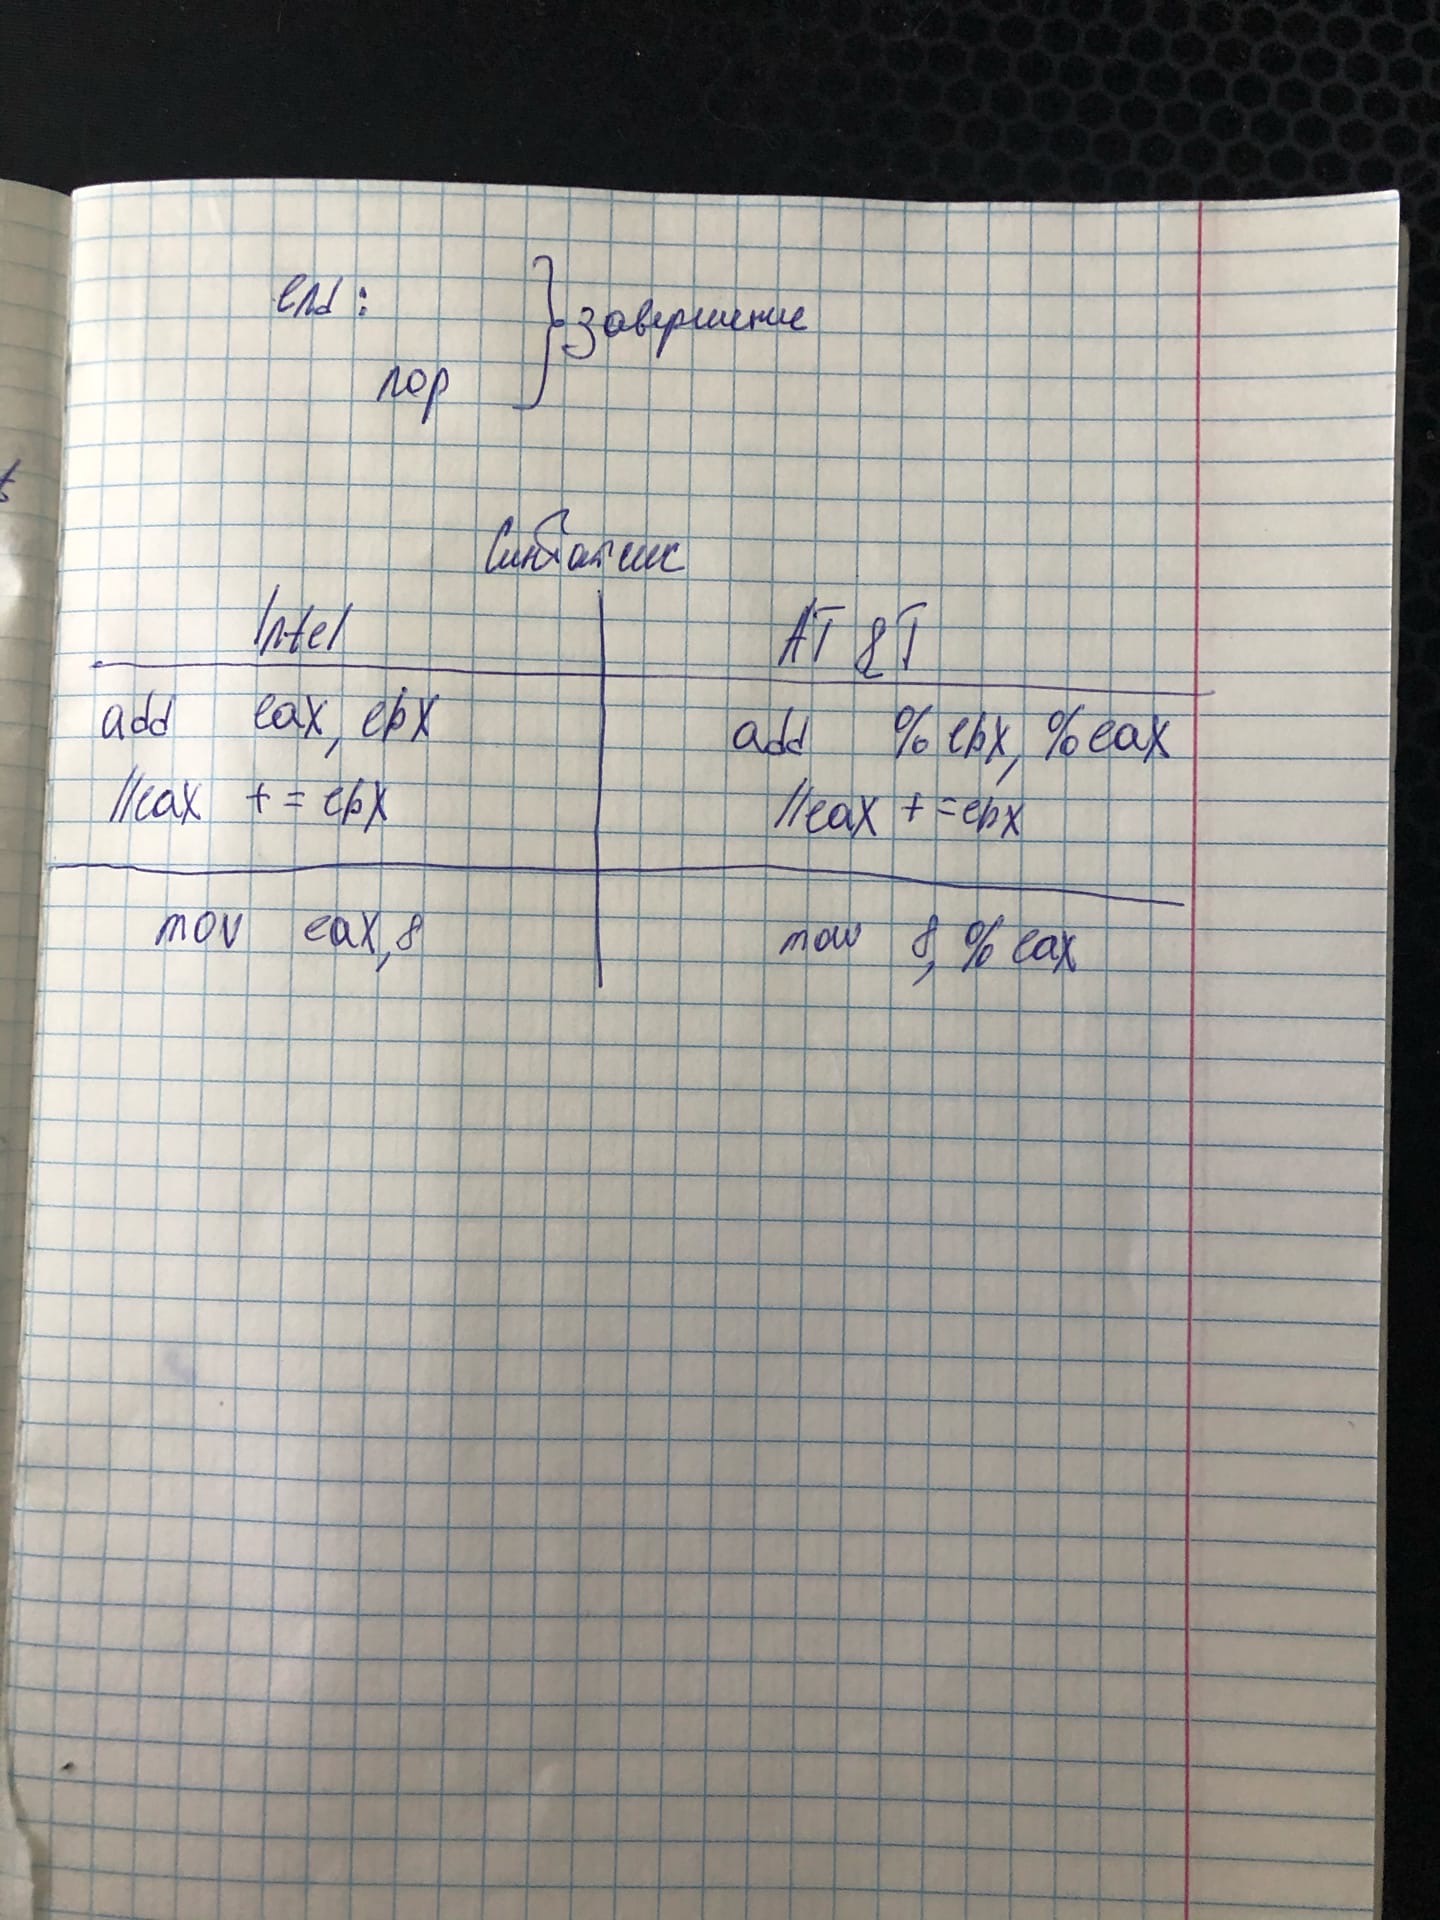 end:
nop
} завершение
Синтаксис
Intel
AT&T
add eax, ebx
add %ebx, %eax
//eax += ebx
//eax += ebx
mov eax, 8
mov 8, %eax